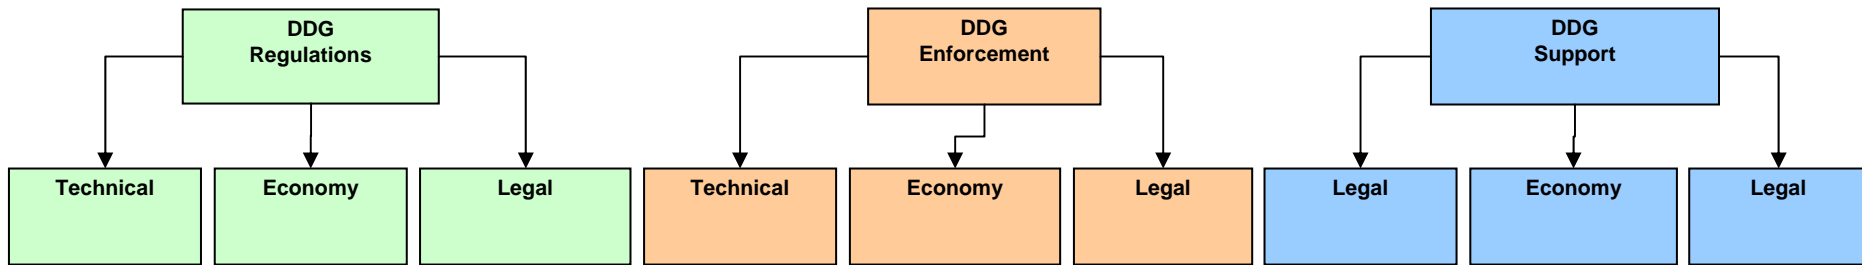 DDG
Regulations
DDG
Enforcement
DDG
Support
Technical
Economy
Legal
Technical
Economy
Legal
Legal
Economy
Legal